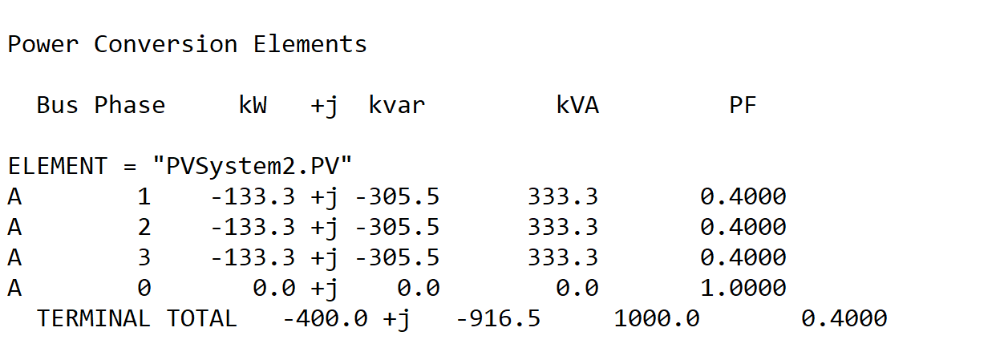 Power Conversion Elements
Bus Phase kW +j kvar kVA PF
ELEMENT = "PVSystem2.PV"
A 1 -133.3 +j -305.5 333.3 0.4000
A 2 -133.3 +j -305.5 333.3 0.4000
A 3 -133.3 +j -305.5 333.3 0.4000
A 0 0.0 +j 0.0 0.0 1.0000
TERMINAL TOTAL -400.0 +j -916.5 1000.0 0.4000